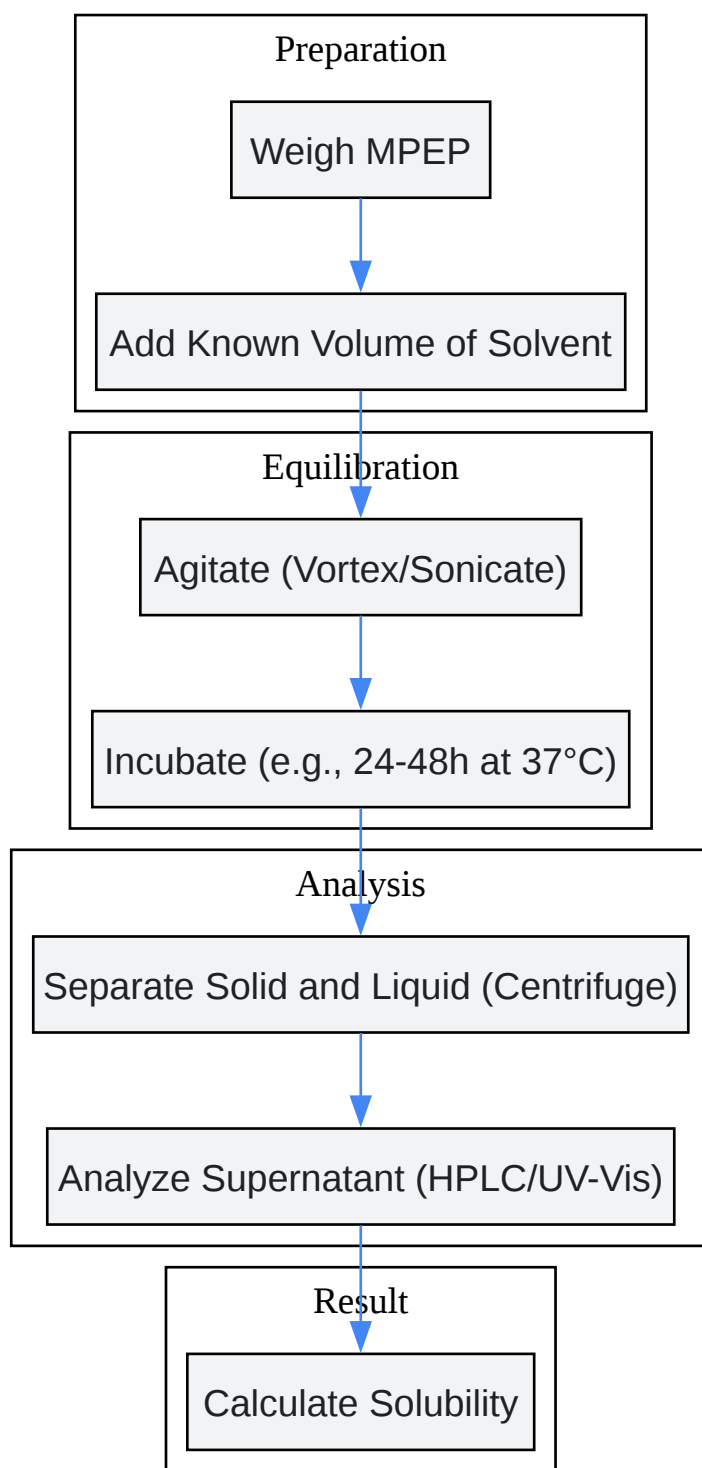 Preparation
Weigh MPEP
Add Known Volume of Solvent
Equilibration
Agitate (Vortex/Sonicate)
Incubate (e.g., 24-48h at 37°C)
Analysis
Separate Solid and Liquid (Centrifuge)
Analyze Supernatant (HPLC/UV-Vis)
Result
Calculate Solubility